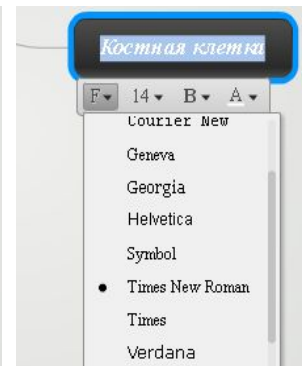 Костная клетка
F 14 B A
Courier New
Geneva
Georgia
Helvetica
Symbol
Times New Roman
Times
Verdana